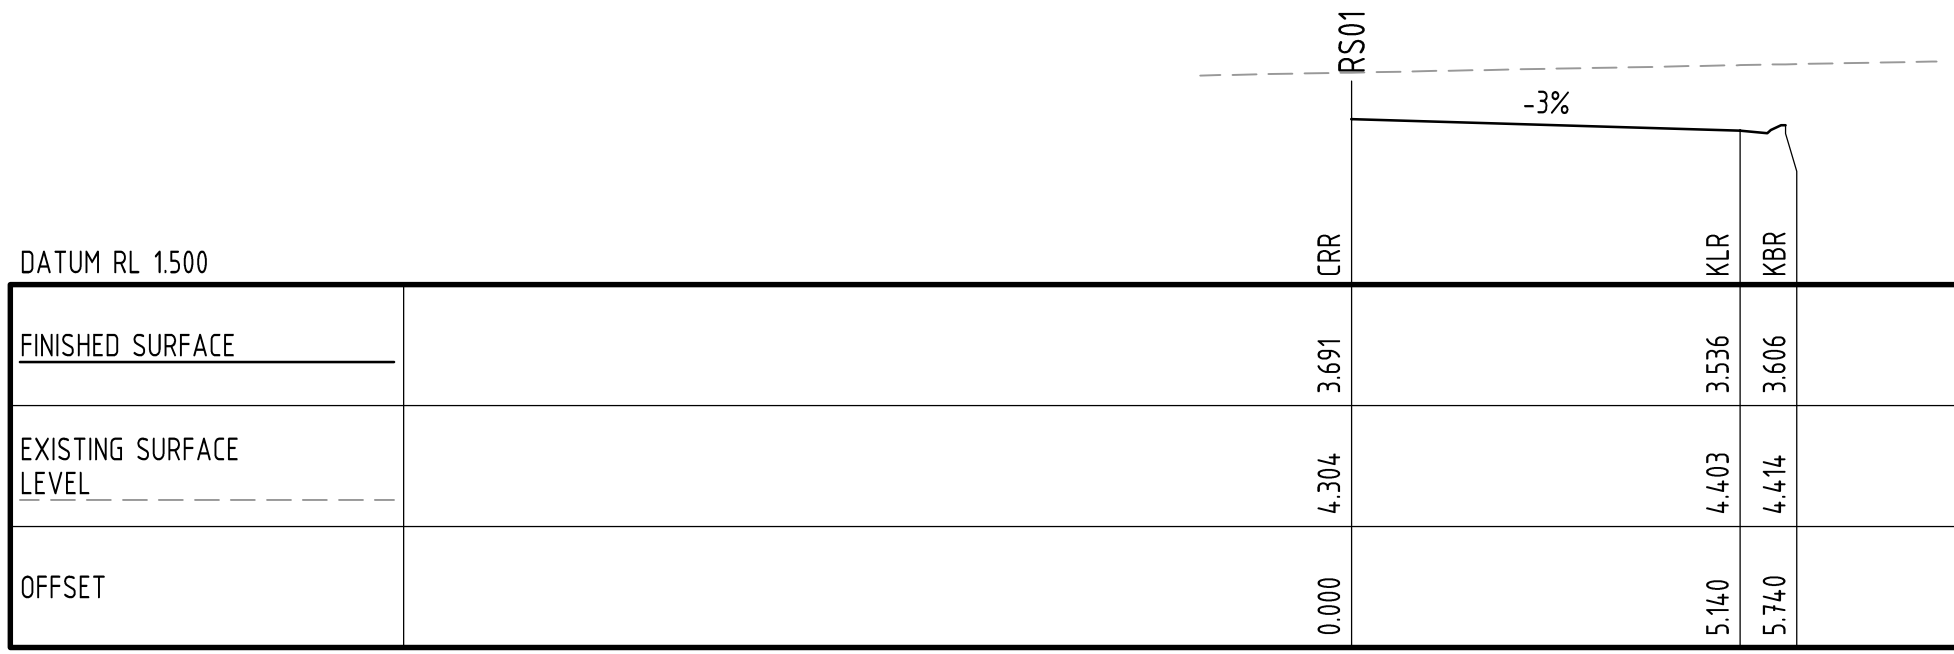 RS01
-3%
DATUM RL 1.500
CRR
KLR
KBR
FINISHED SURFACE
3.691
3.536
3.606
EXISTING SURFACE
LEVEL
4.304
4.403
4.414
OFFSET
0.000
5.140
5.740